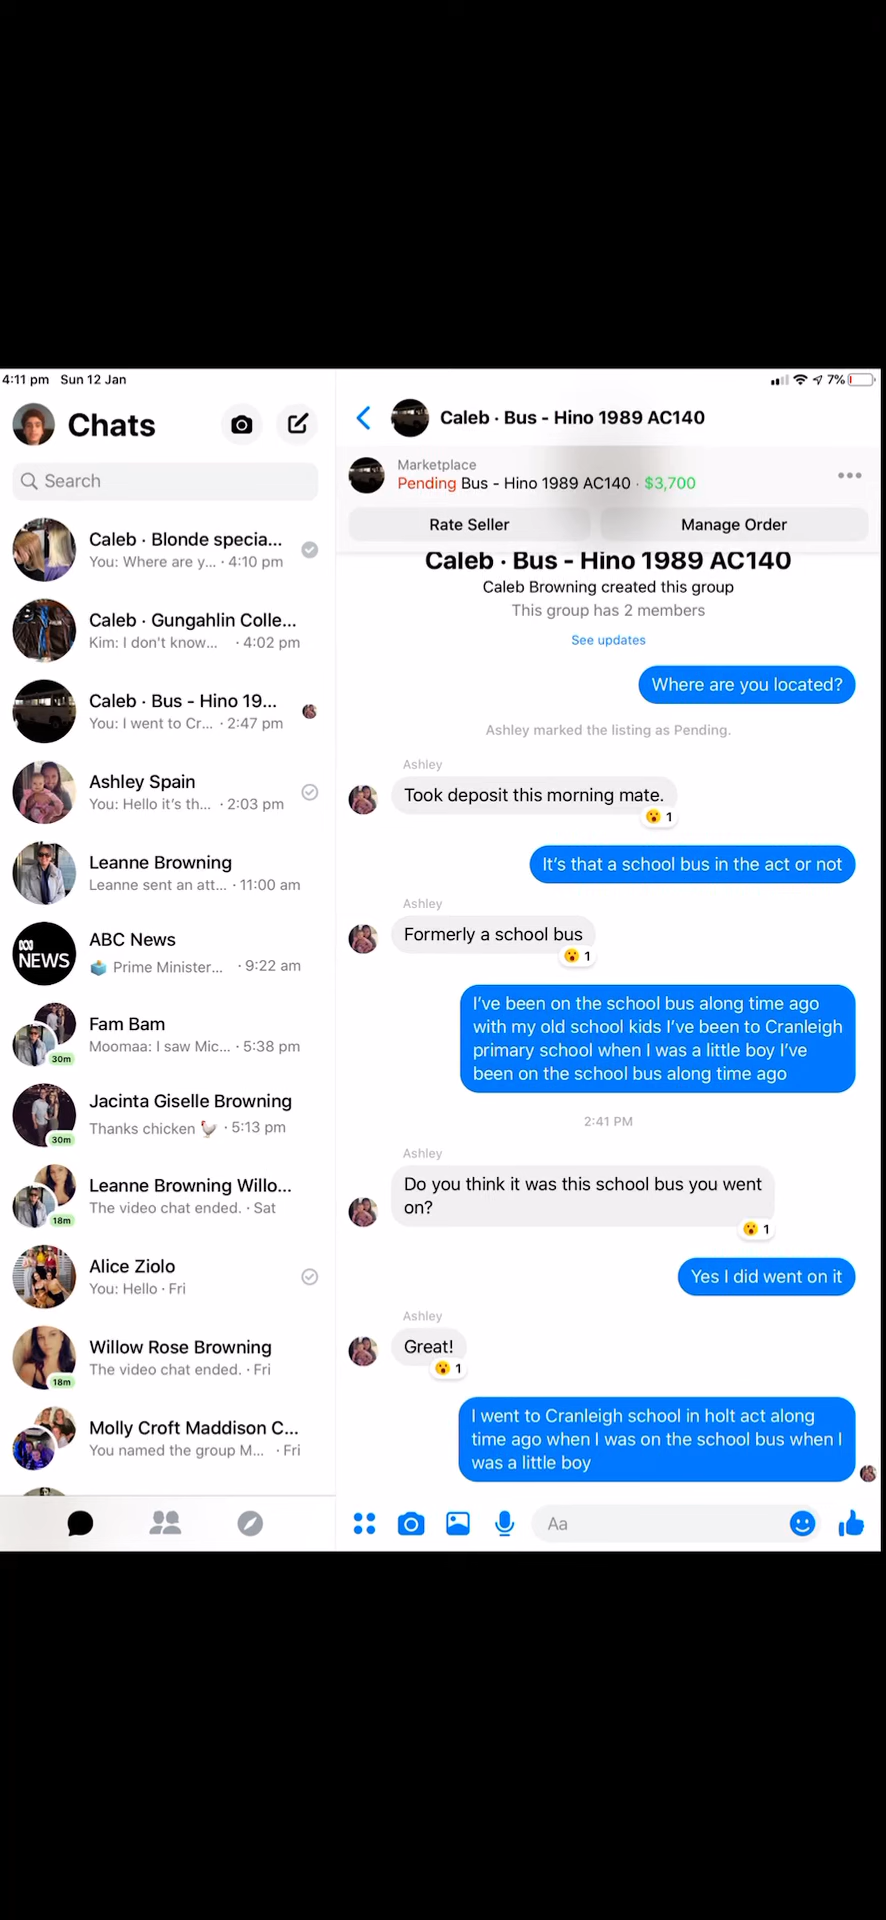 4:11 pm Sun 12 Jan
7%
Chats
Search
Caleb · Blonde specia...
You: Where are y... · 4:10 pm
Caleb · Gungahlin Colle...
Kim: I don't know... · 4:02 pm
Caleb · Bus - Hino 19...
You: I went to Cr... · 2:47 pm
Ashley Spain
You: Hello it's th... · 2:03 pm
Leanne Browning
Leanne sent an att... · 11:00 am
NEWS
ABC News
Prime Minister... · 9:22 am
Fam Bam
Moomaa: I saw Mic... · 5:38 pm
30m
Jacinta Giselle Browning
Thanks chicken 🐓 · 5:13 pm
30m
Leanne Browning Willo...
The video chat ended. · Sat
18m
Alice Ziolo
You: Hello · Fri
Willow Rose Browning
The video chat ended. · Fri
18m
Molly Croft Maddison C...
You named the group M... · Fri
Caleb · Bus - Hino 1989 AC140
Marketplace
Pending Bus - Hino 1989 AC140 · $3,700
Rate Seller
Manage Order
Caleb · Bus - Hino 1989 AC140
Caleb Browning created this group
This group has 2 members
See updates
Where are you located?
Ashley marked the listing as Pending.
Ashley
Took deposit this morning mate.
😮 1
It's that a school bus in the act or not
Ashley
Formerly a school bus
😮 1
I've been on the school bus along time ago
with my old school kids I've been to Cranleigh
primary school when I was a little boy I've
been on the school bus along time ago
2:41 PM
Ashley
Do you think it was this school bus you went
on?
😮 1
Yes I did went on it
Ashley
Great!
😮 1
I went to Cranleigh school in holt act along
time ago when I was on the school bus when I
was a little boy
Aa